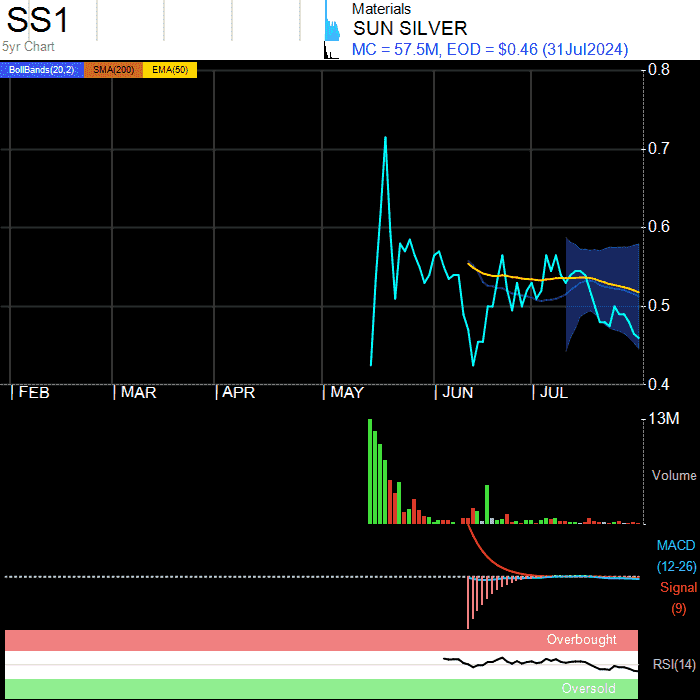 SS1
5yr Chart
Materials
SUN SILVER
MC = 57.5M, EOD = $0.46 (31Jul2024)
BollBands(20,2) SMA(200) EMA(50)
0.8
0.7
0.6
0.5
0.4
FEB MAR APR MAY JUN JUL
13M
Volume
MACD
(12-26)
Signal
(9)
Overbought
RSI(14)
Oversold